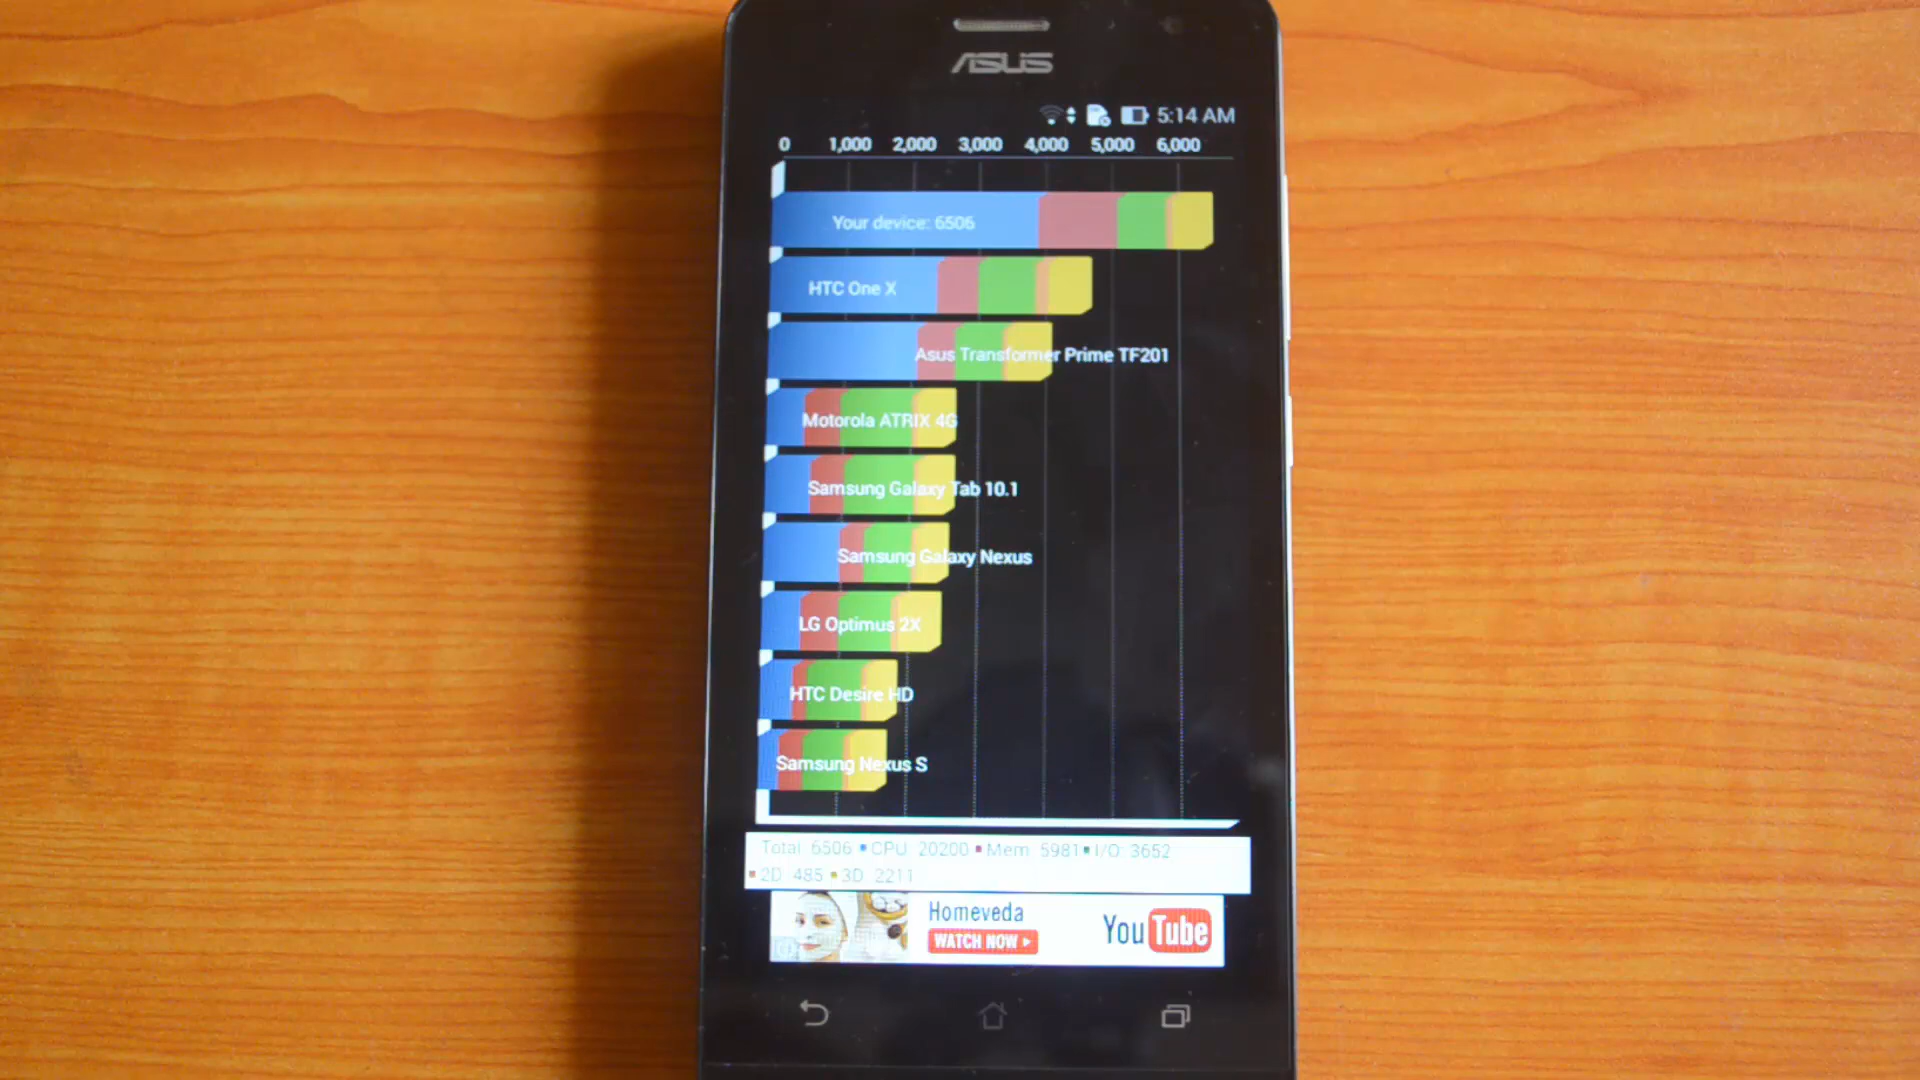 ASUS
5:14 AM
0 1,000 2,000 3,000 4,000 5,000 6,000
Your device: 6506
HTC One X
Asus Transformer Prime TF201
Motorola ATRIX 4G
Samsung Galaxy Tab 10.1
Samsung Galaxy Nexus
LG Optimus 2X
HTC Desire HD
Samsung Nexus S
Total: 6506 CPU: 20200 Mem: 5981 I/O: 3652
2D: 485 3D: 2211
Homeveda
WATCH NOW
YouTube